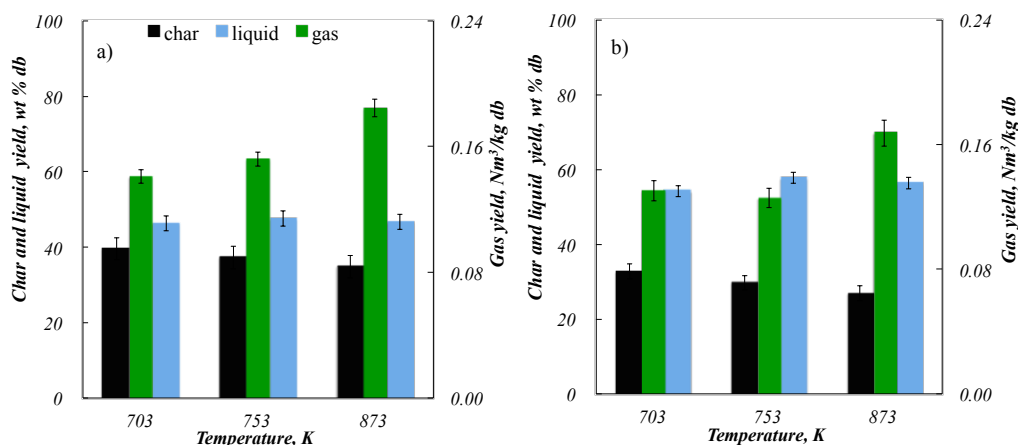 a)
char liquid gas
Char and liquid yield, wt % db
100
80
60
40
20
0
703 753 873
Temperature, K
0.24
0.16
0.08
0.00
Gas yield, Nm³/kg db
b)
Char and liquid yield, wt % db
100
80
60
40
20
0
703 753 873
Temperature, K
0.24
0.16
0.08
0.00
Gas yield, Nm³/kg db